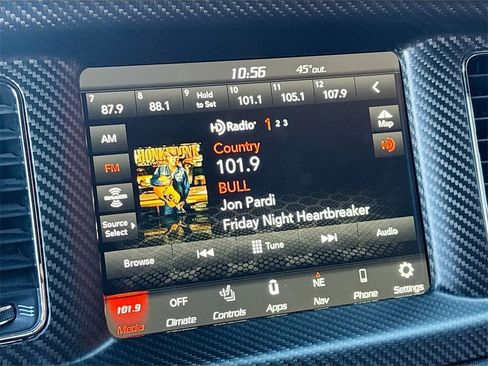 10:56 45°out.
7 8 9 10 11 12
87.9 88.1 Hold to Set 101.1 105.1 107.9
AM
HD Radio 1 2 3
Map
Country
FM
101.9
BULL
Jon Pardi
Source Select
Friday Night Heartbreaker
Browse Tune Audio
101.9 OFF NE
Media Climate Controls Apps Nav Phone Settings